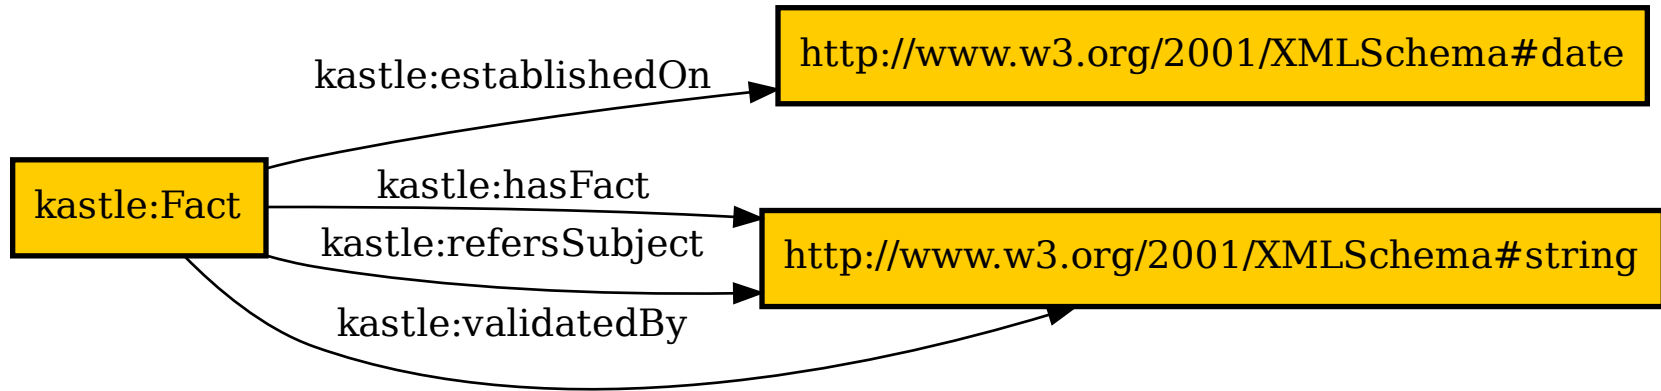 http://www.w3.org/2001/XMLSchema#date
kastle:establishedOn
kastle:Fact
kastle:hasFact
kastle:refersSubject
http://www.w3.org/2001/XMLSchema#string
kastle:validatedBy